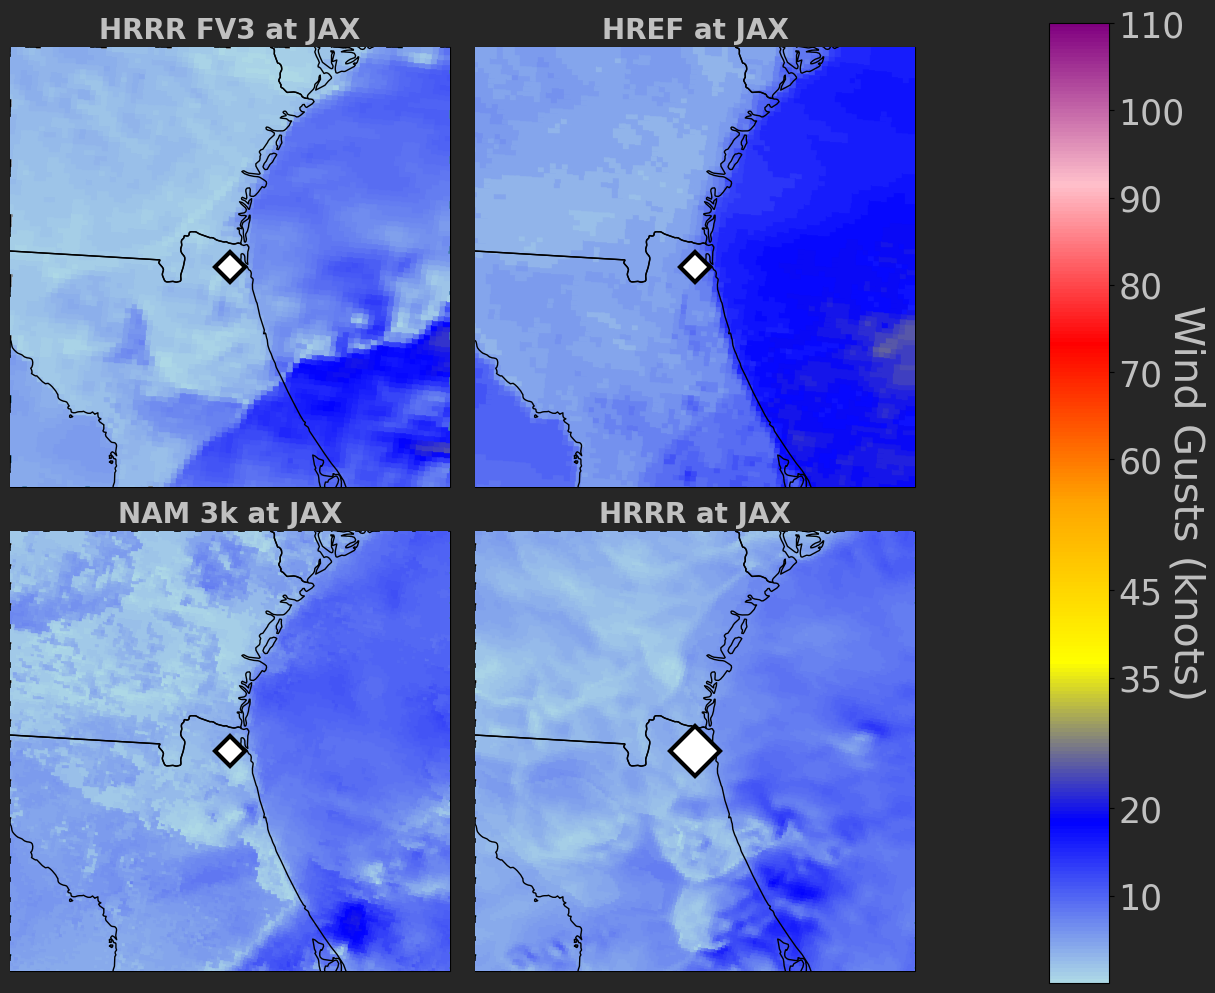 HRRR FV3 at JAX
HREF at JAX
NAM 3k at JAX
HRRR at JAX
110
100
90
80
70
60
45
35
20
10
Wind Gusts (knots)